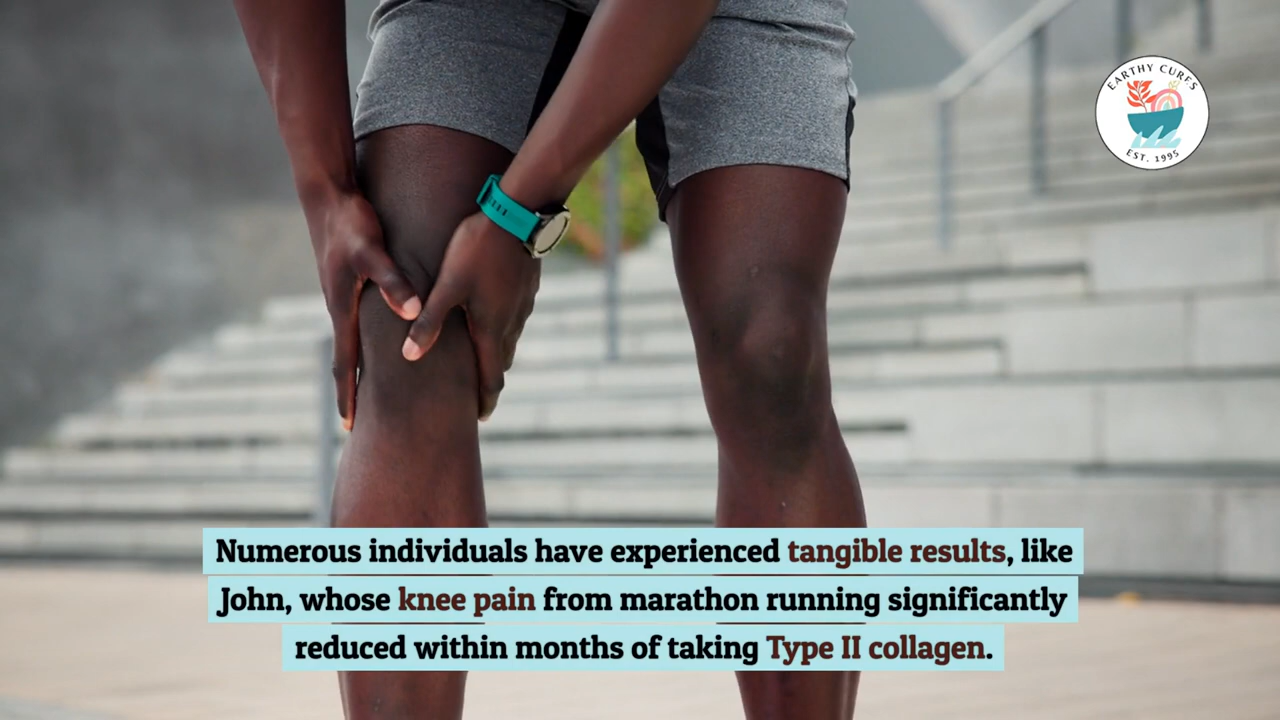 EARTHY CURES
EST. 1995
Numerous individuals have experienced tangible results, like
John, whose knee pain from marathon running significantly
reduced within months of taking Type II collagen.